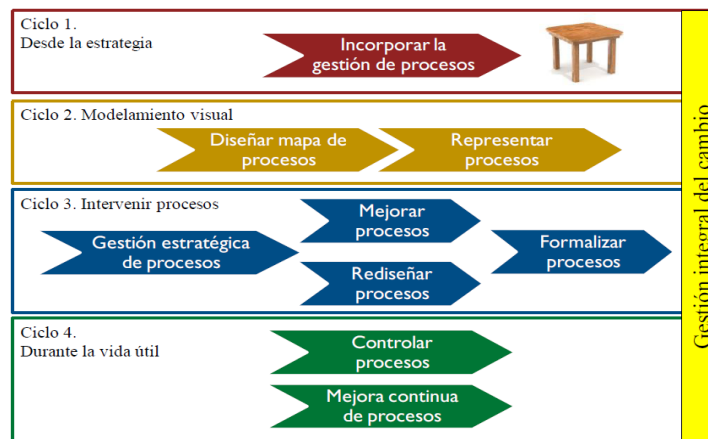 Ciclo 1.
Desde la estrategia
Incorporar la
gestión de procesos
Ciclo 2. Modelamiento visual
Diseñar mapa de
procesos
Representar
procesos
Ciclo 3. Intervenir procesos
Gestión estratégica
de procesos
Mejorar
procesos
Rediseñar
procesos
Formalizar
procesos
Ciclo 4.
Durante la vida útil
Controlar
procesos
Mejora continua
de procesos
Gestión integral del cambio